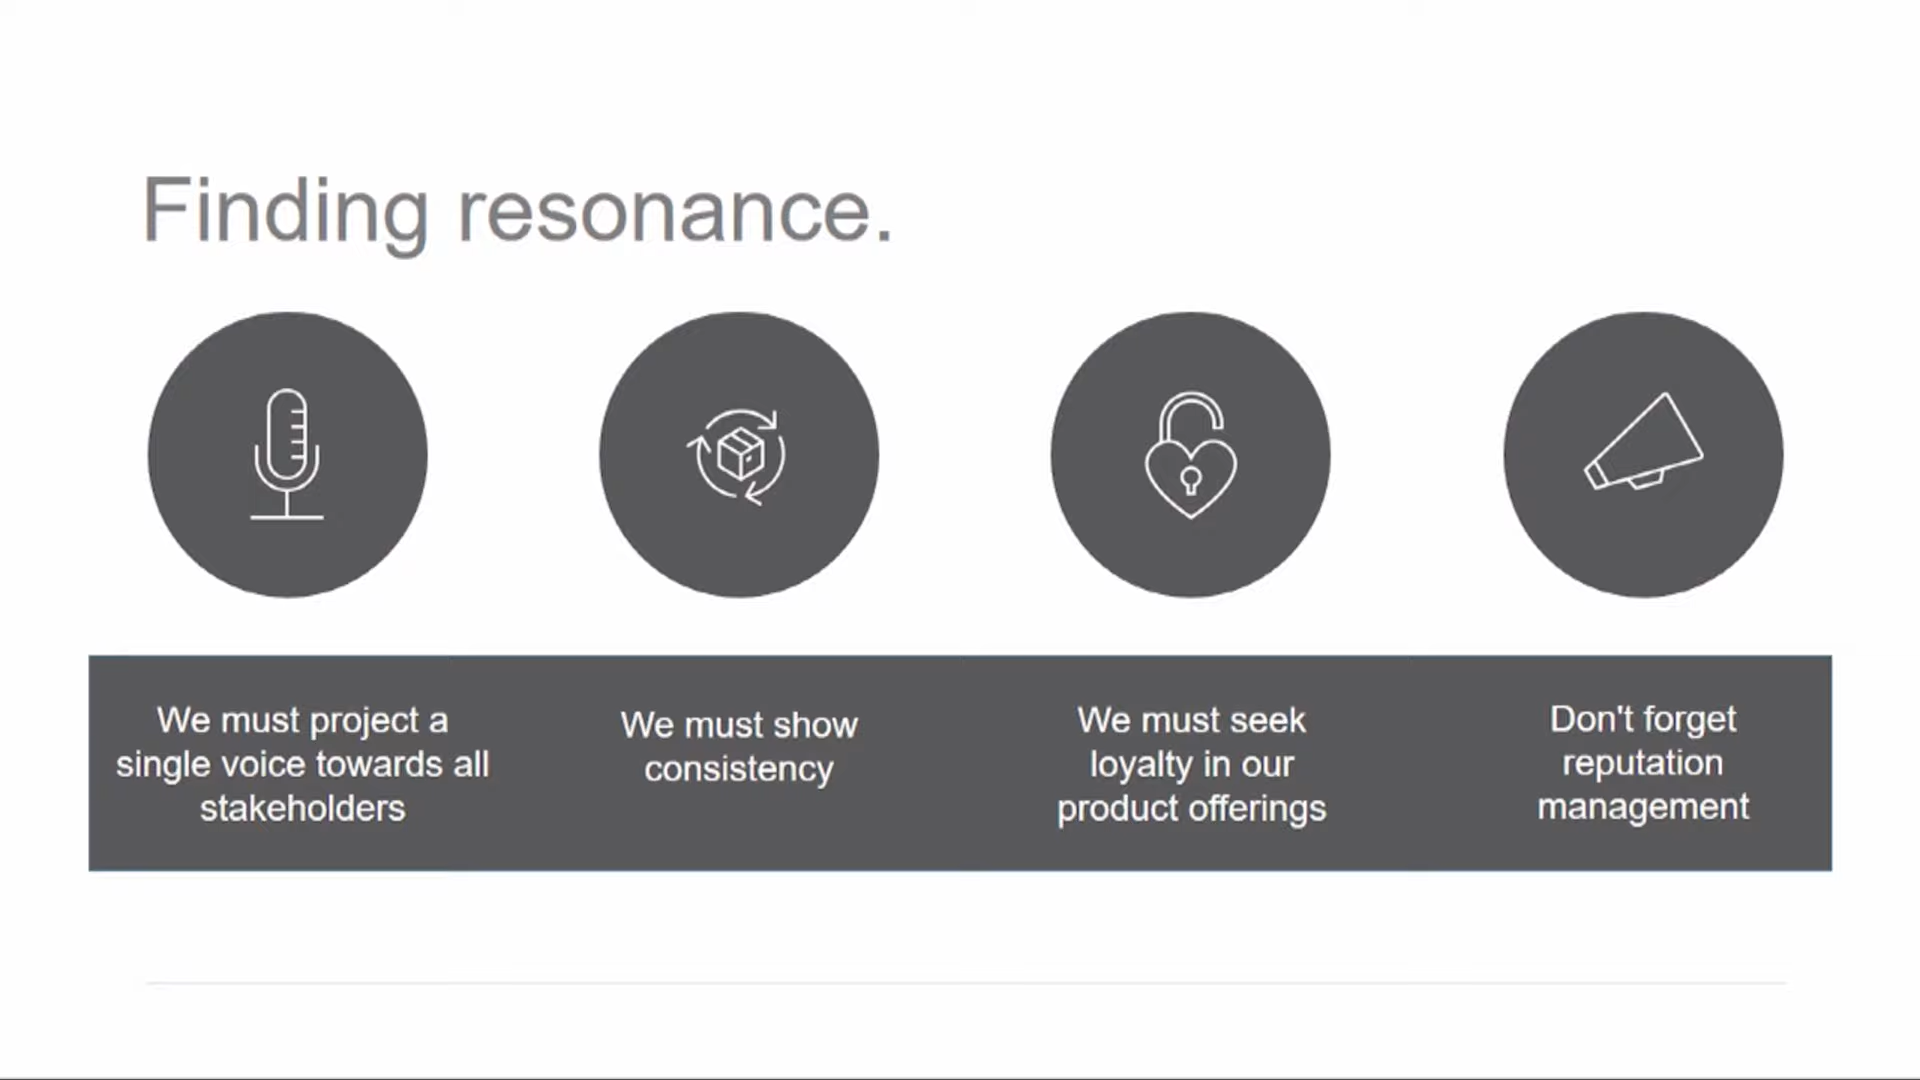 Finding resonance.
We must project a
single voice towards all
stakeholders
We must show
consistency
We must seek
loyalty in our
product offerings
Don't forget
reputation
management